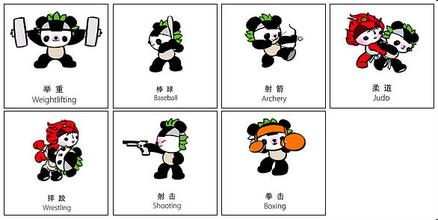 举重
Weightlifting
棒球
Baseball
射箭
Archery
柔道
Judo
摔跤
Wrestling
射击
Shooting
拳击
Boxing